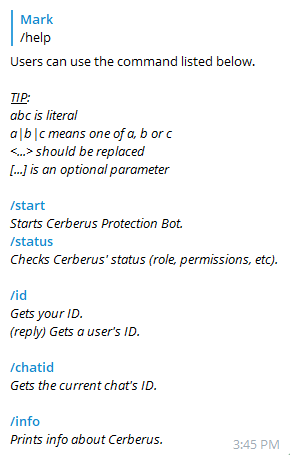 Mark
/help
Users can use the command listed below.
TIP:
abc is literal
a|b|c means one of a, b or c
<...> should be replaced
[...] is an optional parameter
/start
Starts Cerberus Protection Bot.
/status
Checks Cerberus' status (role, permissions, etc).
/id
Gets your ID.
(reply) Gets a user's ID.
/chatid
Gets the current chat's ID.
/info
Prints info about Cerberus.
3:45 PM